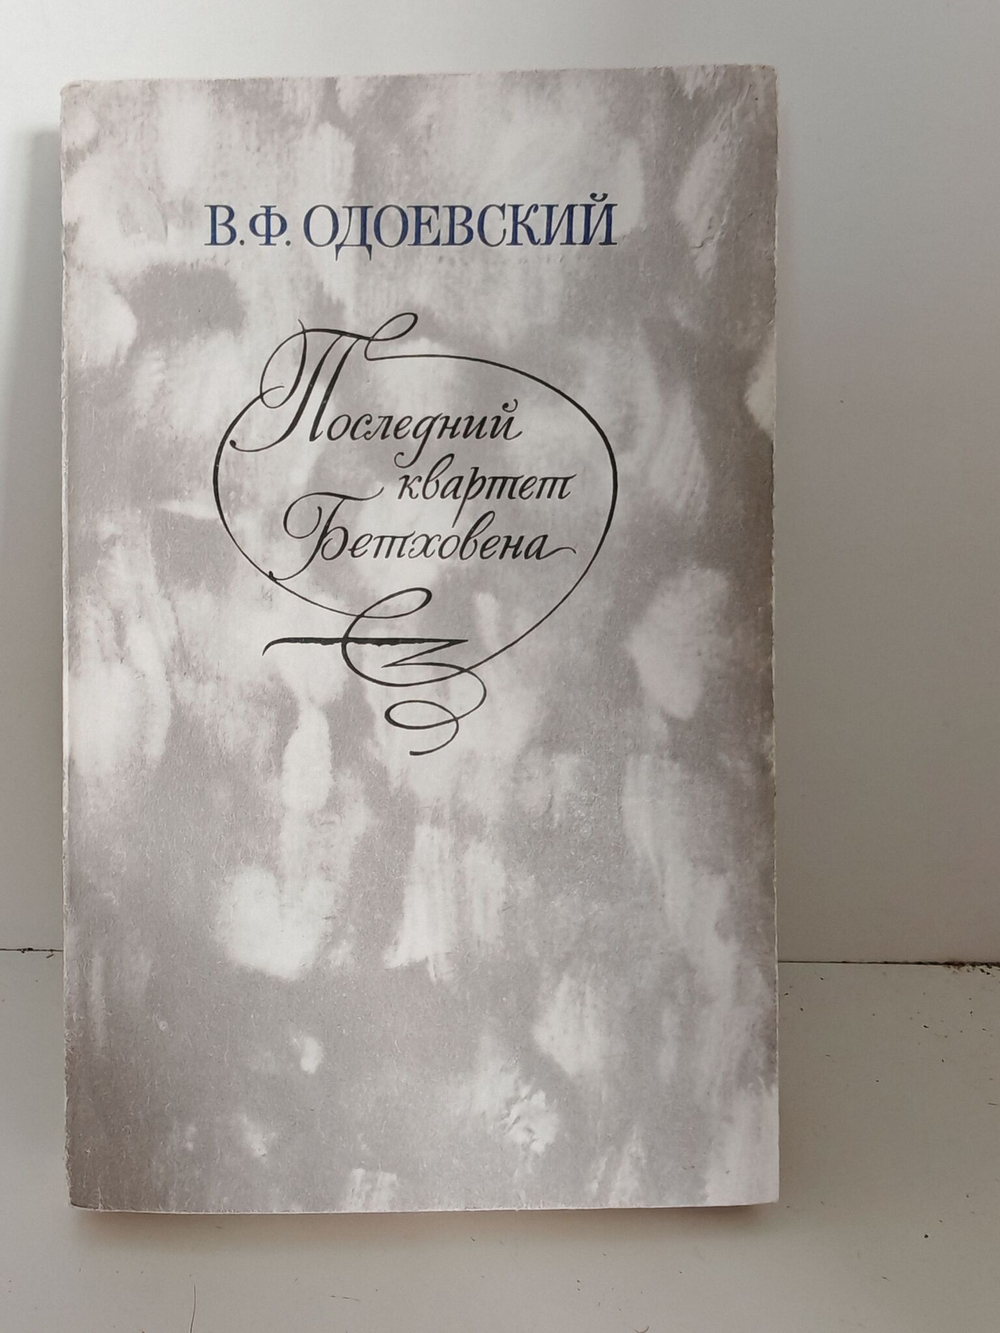 В.Ф. ОДОЕВСКИЙ
Последний
квартет
Бетховена